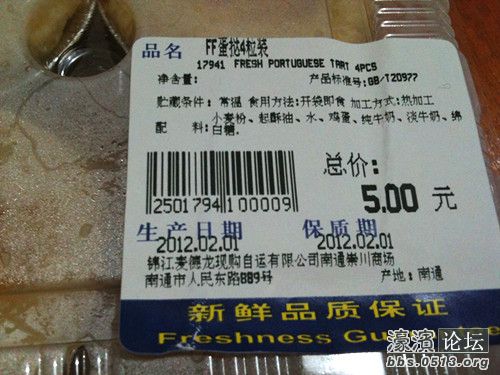 品名 FF蛋挞4粒装
17941 FRESH PORTUGUESE TART 4PCS
净含量: 产品标准号:GB/T20977
贮藏条件: 常温 食用方法:开袋即食 加工方式:热加工
配 料: 小麦粉、起酥油、水、鸡蛋、纯牛奶、淡牛奶、绵
白糖.
总价:
5.00 元
2501794100009
生产日期 保质期
2012.02.01 2012.02.01
锦江麦德龙现购自运有限公司南通崇川商场
南通市人民东路889号 产地: 南通
新鲜品质保证
Freshness Gu
濠滨论坛
bbs.0513.org